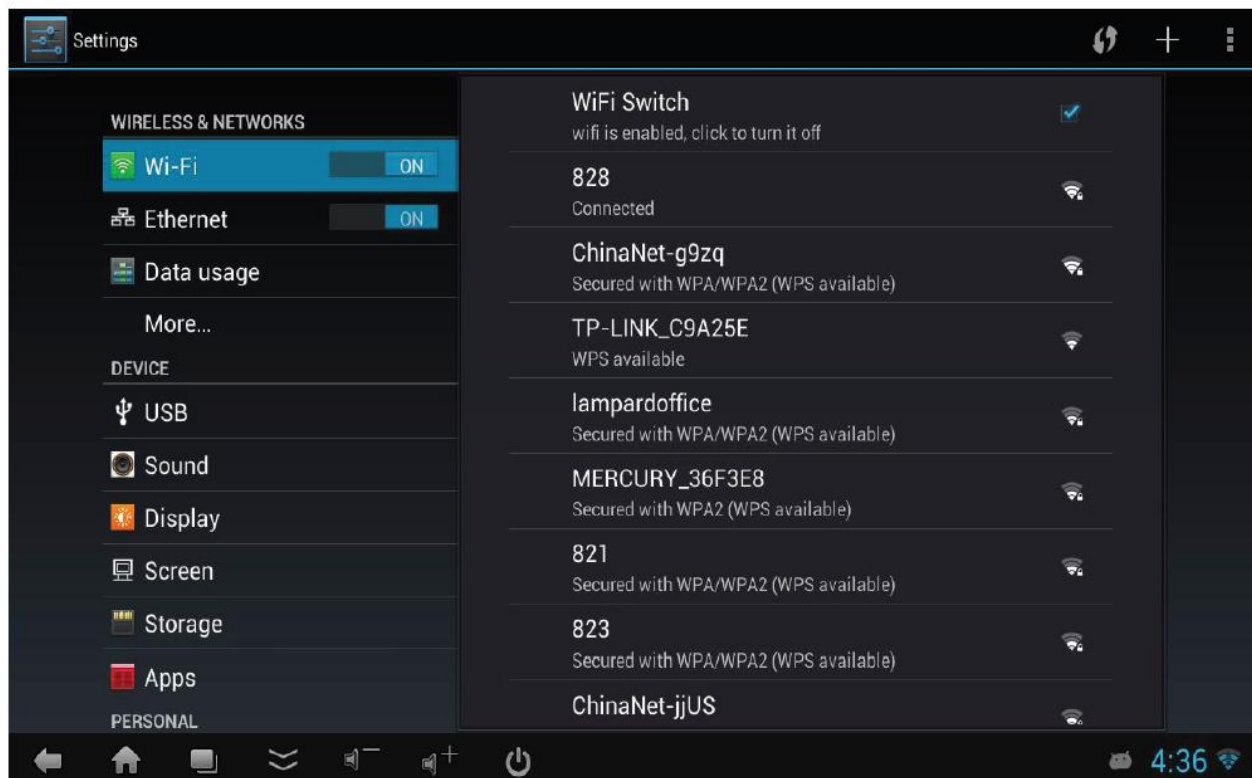 Settings
WIRELESS & NETWORKS
Wi-Fi ON
Ethernet ON
Data usage
More...
DEVICE
USB
Sound
Display
Screen
Storage
Apps
PERSONAL
WiFi Switch
wifi is enabled, click to turn it off
828
Connected
ChinaNet-g9zq
Secured with WPA/WPA2 (WPS available)
TP-LINK_C9A25E
WPS available
lampardoffice
Secured with WPA/WPA2 (WPS available)
MERCURY_36F3E8
Secured with WPA2 (WPS available)
821
Secured with WPA/WPA2 (WPS available)
823
Secured with WPA/WPA2 (WPS available)
ChinaNet-jjUS
4:36